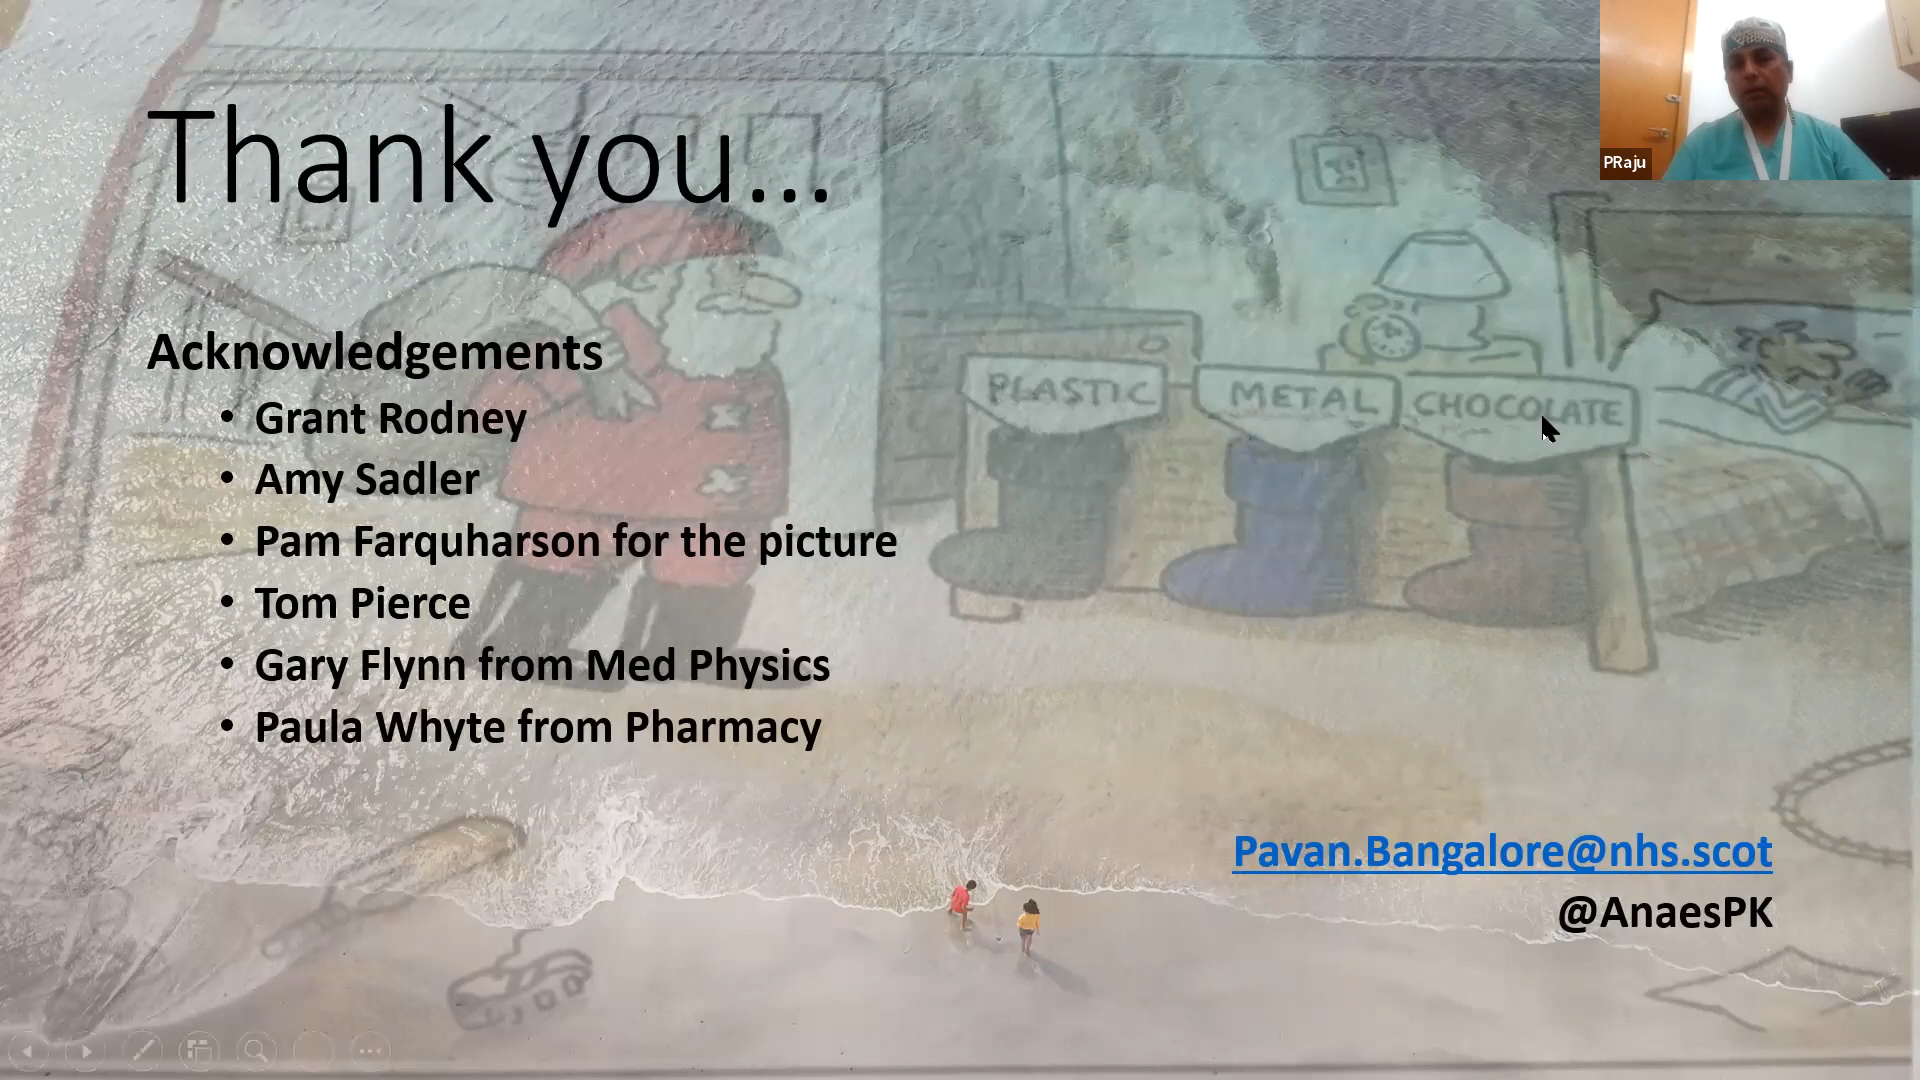 Thank you...
PRaju
Acknowledgements
• Grant Rodney
• Amy Sadler
• Pam Farquharson for the picture
• Tom Pierce
• Gary Flynn from Med Physics
• Paula Whyte from Pharmacy
PLASTIC
METAL
CHOCOLATE
Pavan.Bangalore@nhs.scot
@AnaesPK